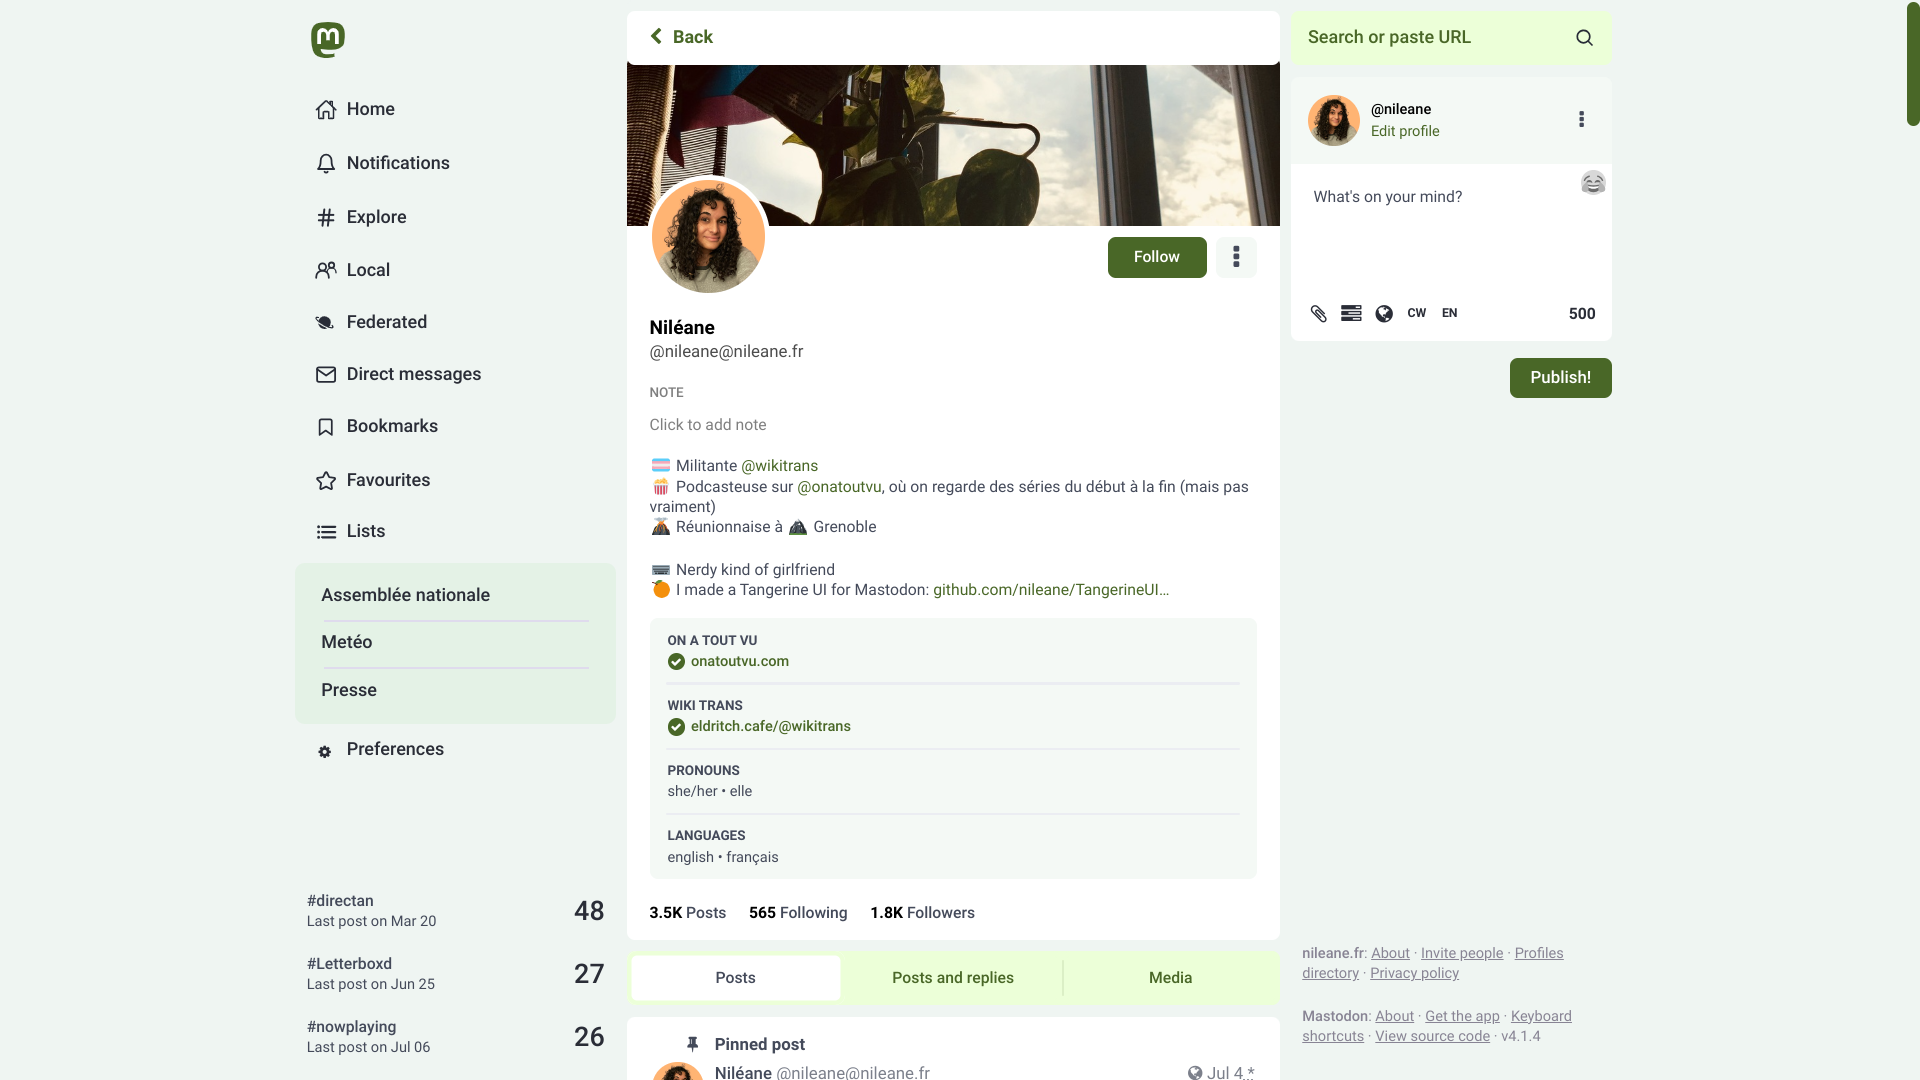 Home
Notifications
Explore
Local
Federated
Direct messages
Bookmarks
Favourites
Lists
Assemblée nationale
Metéo
Presse
Preferences
#directan
Last post on Mar 20
48
#Letterboxd
Last post on Jun 25
27
#nowplaying
Last post on Jul 06
26
Back
Follow
Niléane
@nileane@nileane.fr
NOTE
Click to add note
Militante @wikitrans
Podcasteuse sur @onatoutvu, où on regarde des séries du début à la fin (mais pas
vraiment)
Réunionnaise à Grenoble
Nerdy kind of girlfriend
I made a Tangerine UI for Mastodon: github.com/nileane/TangerineUI…
ON A TOUT VU
onatoutvu.com
WIKI TRANS
eldritch.cafe/@wikitrans
PRONOUNS
she/her • elle
LANGUAGES
english • français
3.5K Posts 565 Following 1.8K Followers
Posts Posts and replies Media
Pinned post
Niléane @nileane@nileane.fr Jul 4 *
Search or paste URL
@nileane
Edit profile
What's on your mind?
CW EN 500
Publish!
nileane.fr: About · Invite people · Profiles
directory · Privacy policy
Mastodon: About · Get the app · Keyboard
shortcuts · View source code · v4.1.4